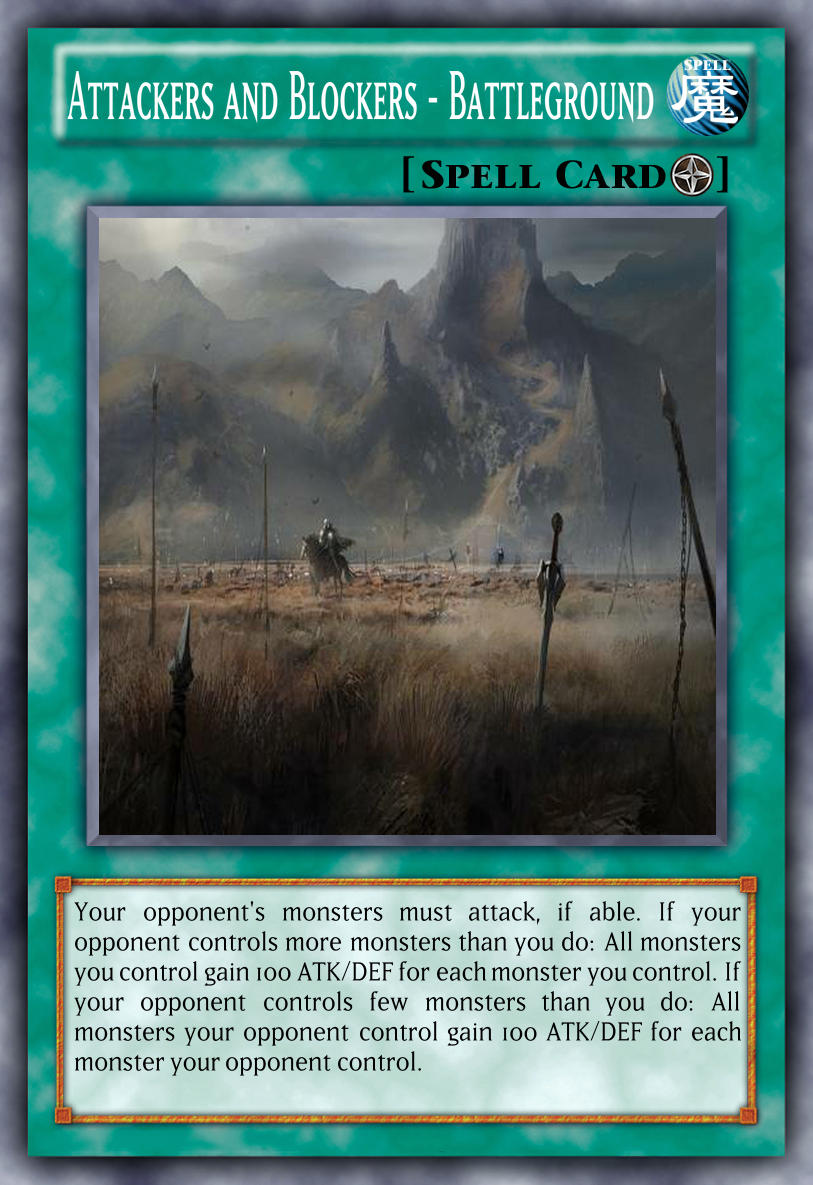 ATTACKERS AND BLOCKERS - BATTLEGROUND
SPELL
魔
[SPELL CARD]
Your opponent's monsters must attack, if able. If your
opponent controls more monsters than you do: All monsters
you control gain 100 ATK/DEF for each monster you control. If
your opponent controls few monsters than you do: All
monsters your opponent control gain 100 ATK/DEF for each
monster your opponent control.